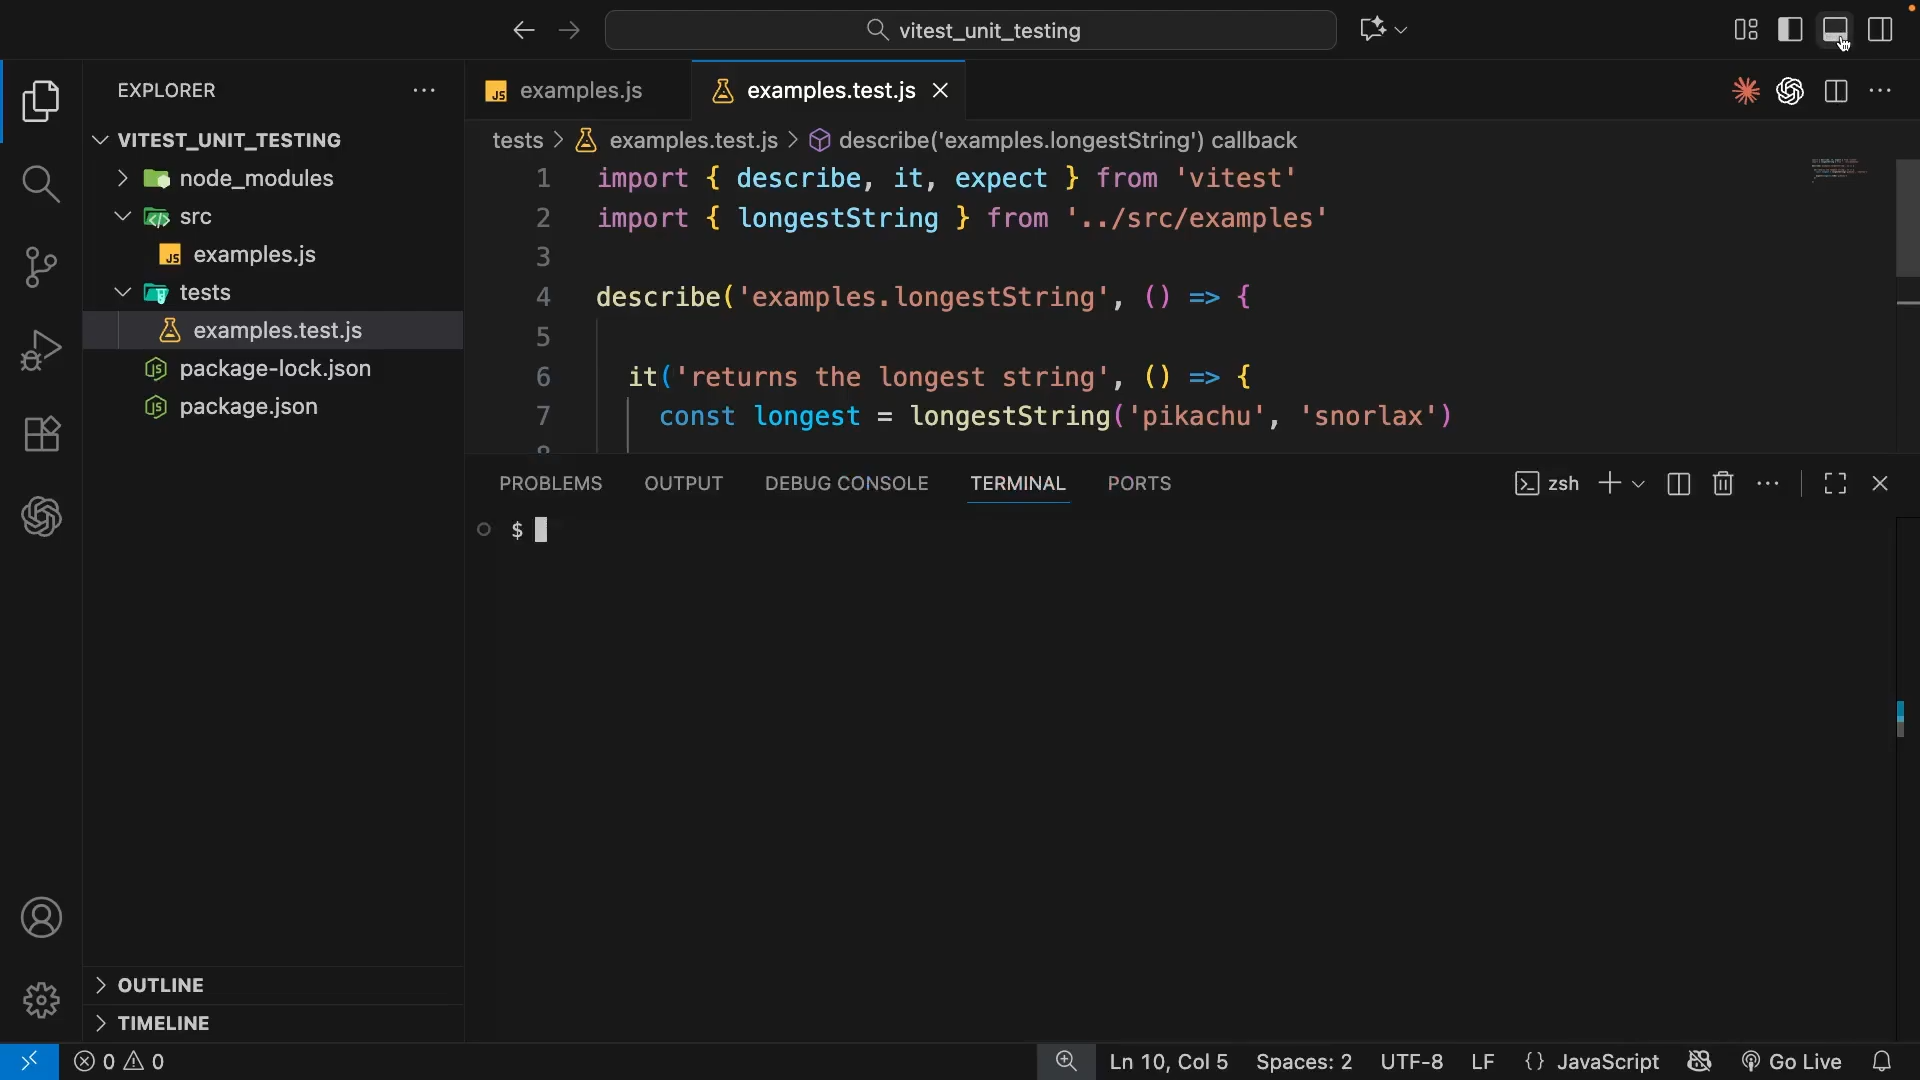 vitest_unit_testing
EXPLORER
VITEST_UNIT_TESTING
node_modules
src
examples.js
tests
examples.test.js
package-lock.json
package.json
OUTLINE
TIMELINE
examples.js
examples.test.js
tests > examples.test.js > describe('examples.longestString') callback
1 import { describe, it, expect } from 'vitest'
2 import { longestString } from '../src/examples'
3
4 describe('examples.longestString', () => {
5
6 it('returns the longest string', () => {
7 const longest = longestString('pikachu', 'snorlax')
PROBLEMS OUTPUT DEBUG CONSOLE TERMINAL PORTS zsh
$
0 0 Ln 10, Col 5 Spaces: 2 UTF-8 LF {} JavaScript Go Live